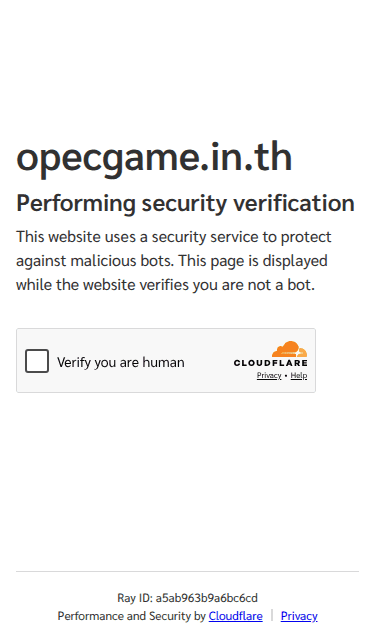 opecgame.in.th
Performing security verification
This website uses a security service to protect
against malicious bots. This page is displayed
while the website verifies you are not a bot.
Verify you are human
CLOUDFLARE
Privacy • Help
Ray ID: a5ab963b9a6bc6cd
Performance and Security by Cloudflare | Privacy